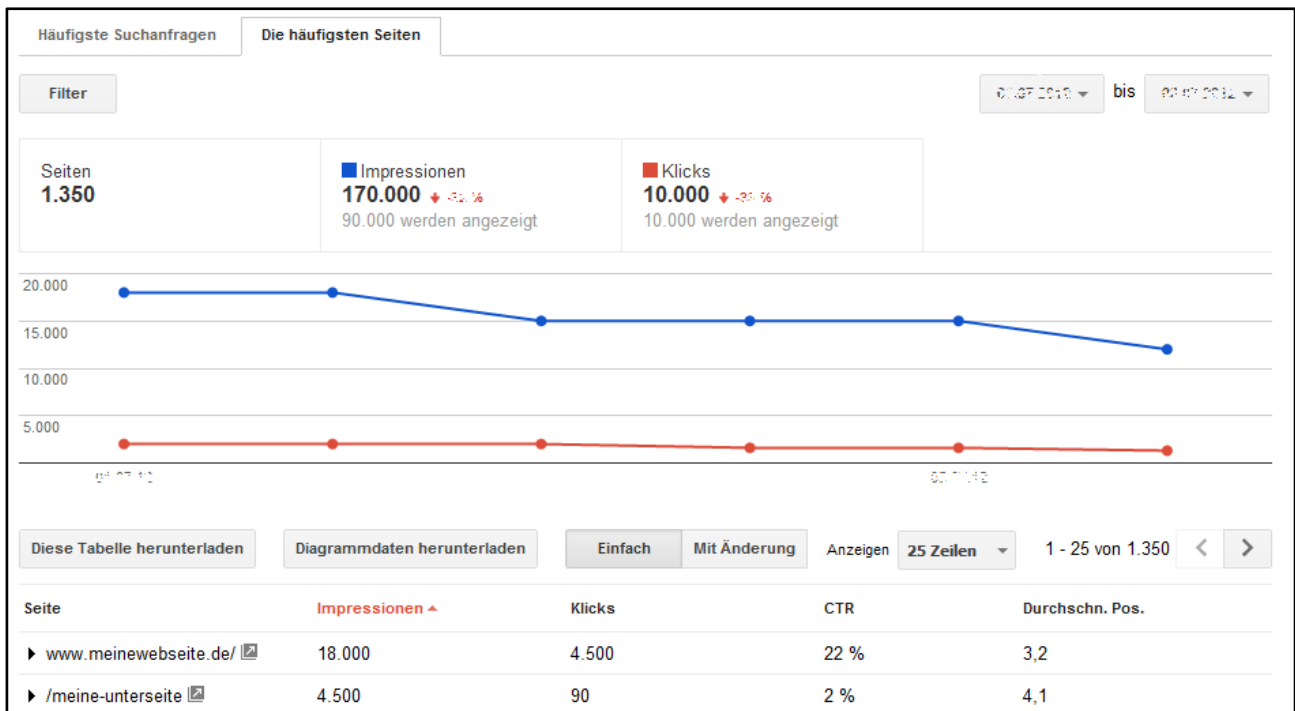 Häufigste Suchanfragen Die häufigsten Seiten
Filter bis
Seiten Impressionen Klicks
1.350 170.000 % 10.000 %
90.000 werden angezeigt 10.000 werden angezeigt
20.000
15.000
10.000
5.000
Diese Tabelle herunterladen Diagrammdaten herunterladen Einfach Mit Änderung Anzeigen 25 Zeilen 1 - 25 von 1.350
Seite Impressionen Klicks CTR Durchschn. Pos.
www.meinewebseite.de/ 18.000 4.500 22 % 3,2
/meine-unterseite 4.500 90 2 % 4,1